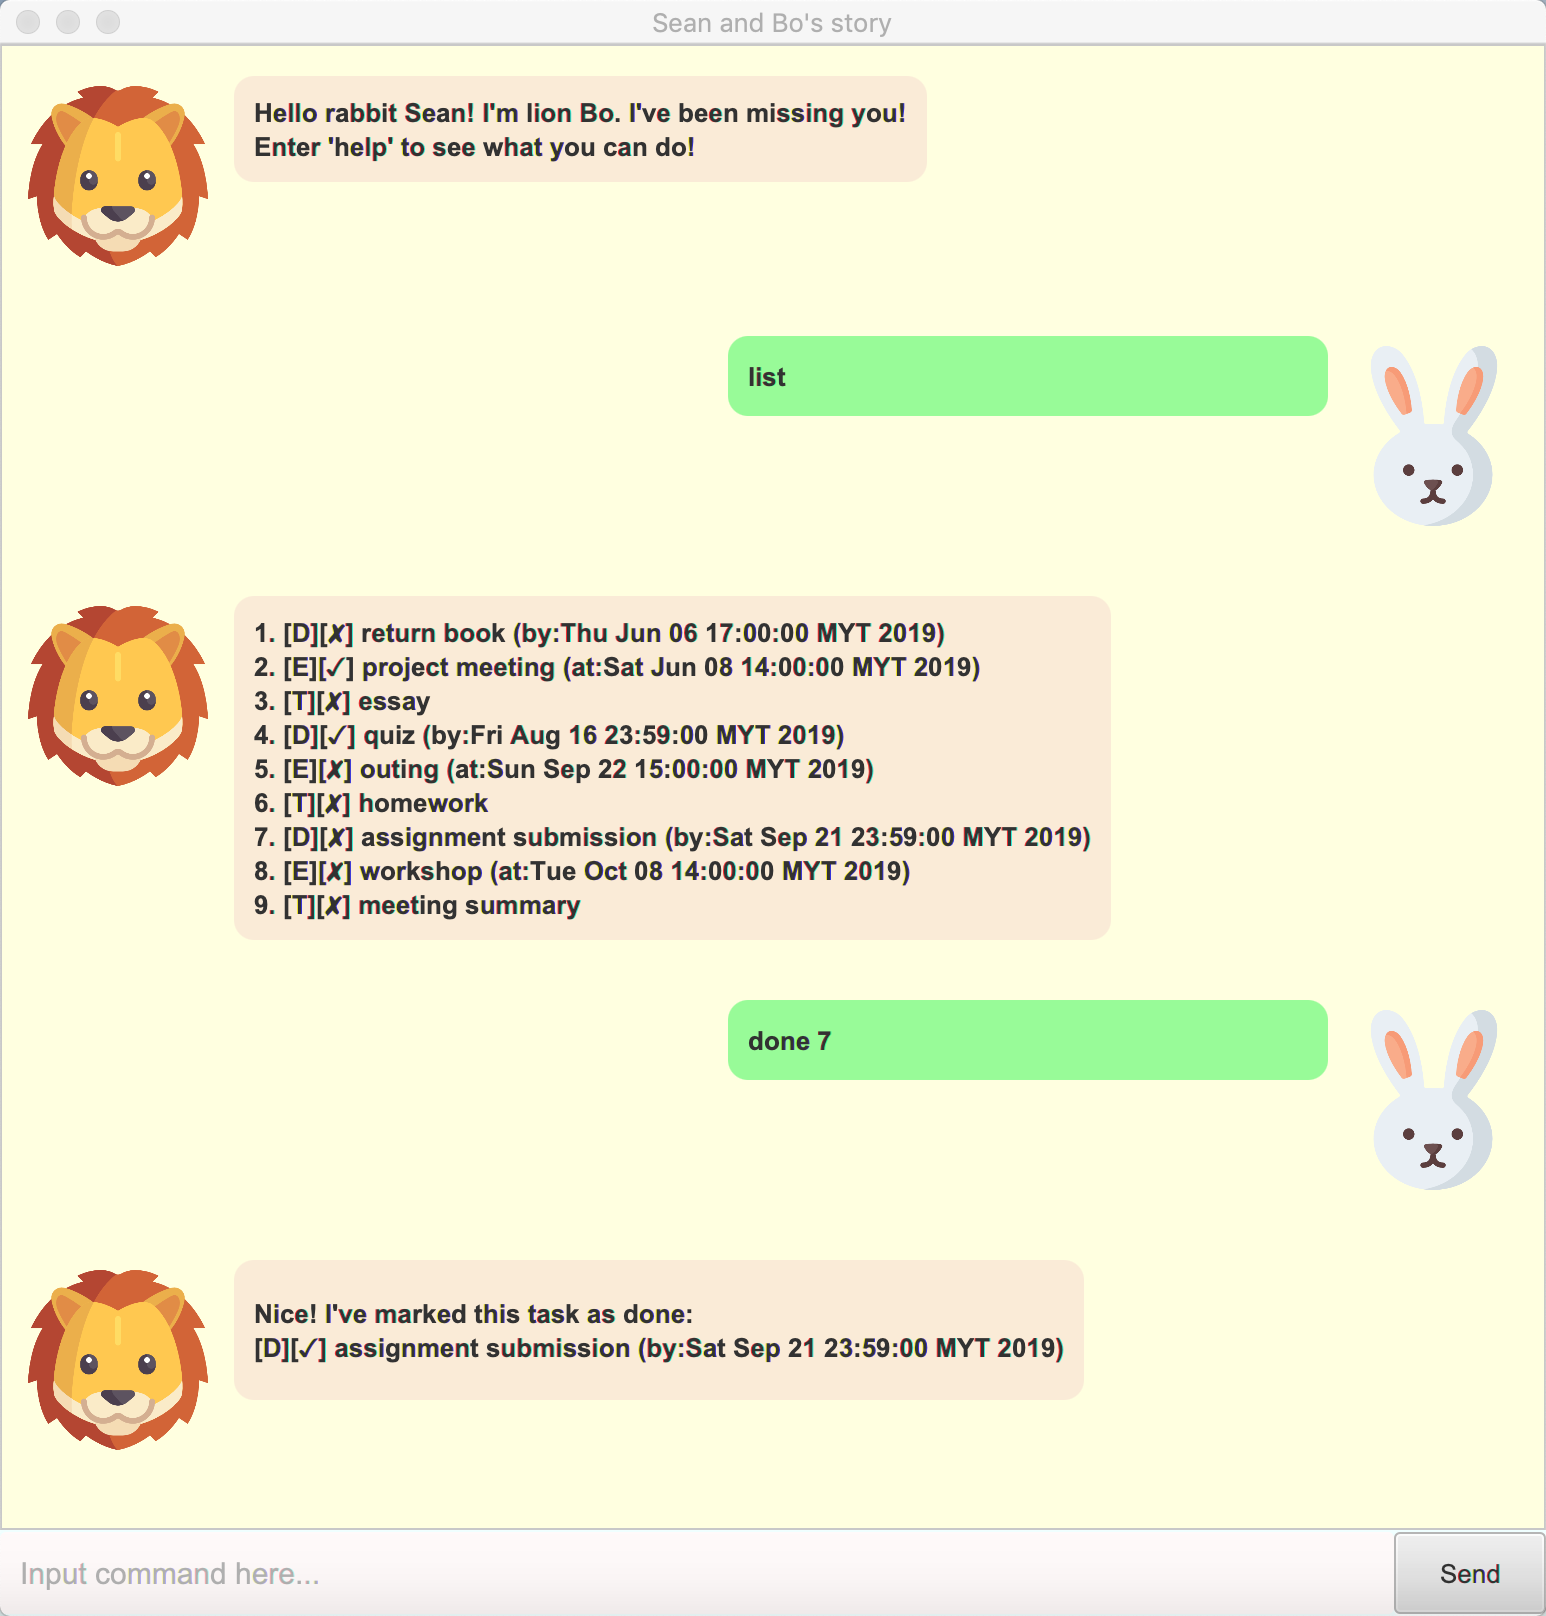 Sean and Bo's story
Hello rabbit Sean! I'm lion Bo. I've been missing you!
Enter 'help' to see what you can do!
list
1. [D][✘] return book (by:Thu Jun 06 17:00:00 MYT 2019)
2. [E][✓] project meeting (at:Sat Jun 08 14:00:00 MYT 2019)
3. [T][✘] essay
4. [D][✓] quiz (by:Fri Aug 16 23:59:00 MYT 2019)
5. [E][✘] outing (at:Sun Sep 22 15:00:00 MYT 2019)
6. [T][✘] homework
7. [D][✘] assignment submission (by:Sat Sep 21 23:59:00 MYT 2019)
8. [E][✘] workshop (at:Tue Oct 08 14:00:00 MYT 2019)
9. [T][✘] meeting summary
done 7
Nice! I've marked this task as done:
[D][✓] assignment submission (by:Sat Sep 21 23:59:00 MYT 2019)
Input command here...
Send